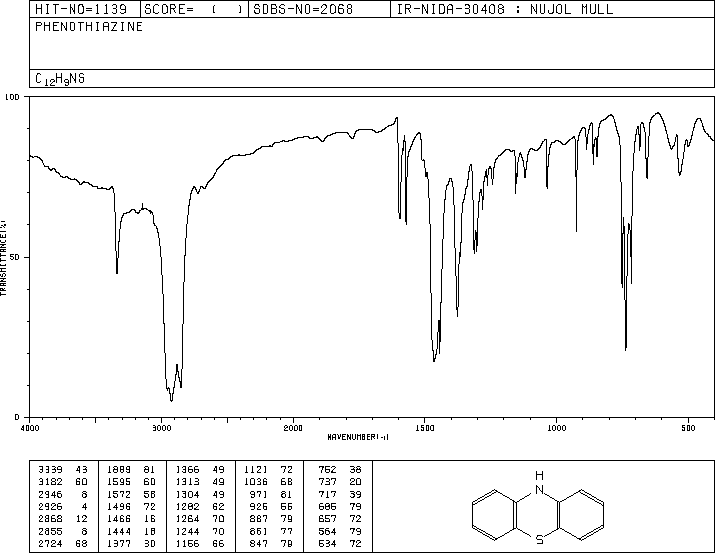 HIT-NO=1139 SCORE= ( ) SDBS-NO=2068 IR-NIDA-30408 : NUJOL MULL
PHENOTHIAZINE
C12H9NS
100
50
0
TRANSMITTANCE(%)
4000 3000 2000 1500 1000 500
WAVENUMBER(-1)
3339 43 1889 81 1366 49 1121 72 752 38
3182 60 1595 60 1313 49 1036 68 737 20
2946 8 1572 58 1304 49 971 81 717 39
2926 4 1496 72 1282 62 926 55 686 79
2868 12 1466 16 1264 70 887 79 657 72
2855 8 1444 18 1244 70 861 77 564 79
2724 68 1377 30 1156 66 847 78 534 72
H
N
S